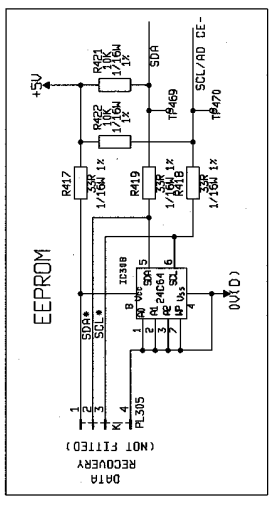 EEPROM
+5V
R421
10K
1/16W
1%
R422
10K
1/16W
1%
SDA
SCL/AD CE-
TP469
TP470
R417
33R
1/16W 1%
R419
33R
1/16W 1%
R418
33R
1/16W 1%
SDA*
SCL*
IC308
8 Vcc
SDA 5
SCL 6
24C64
1 A0
2 A1
3 A2
7 WP
Vss 4
0V(D)
1
2
3
K
4
PL305
DATA
RECOVERY
(NOT FITTED)